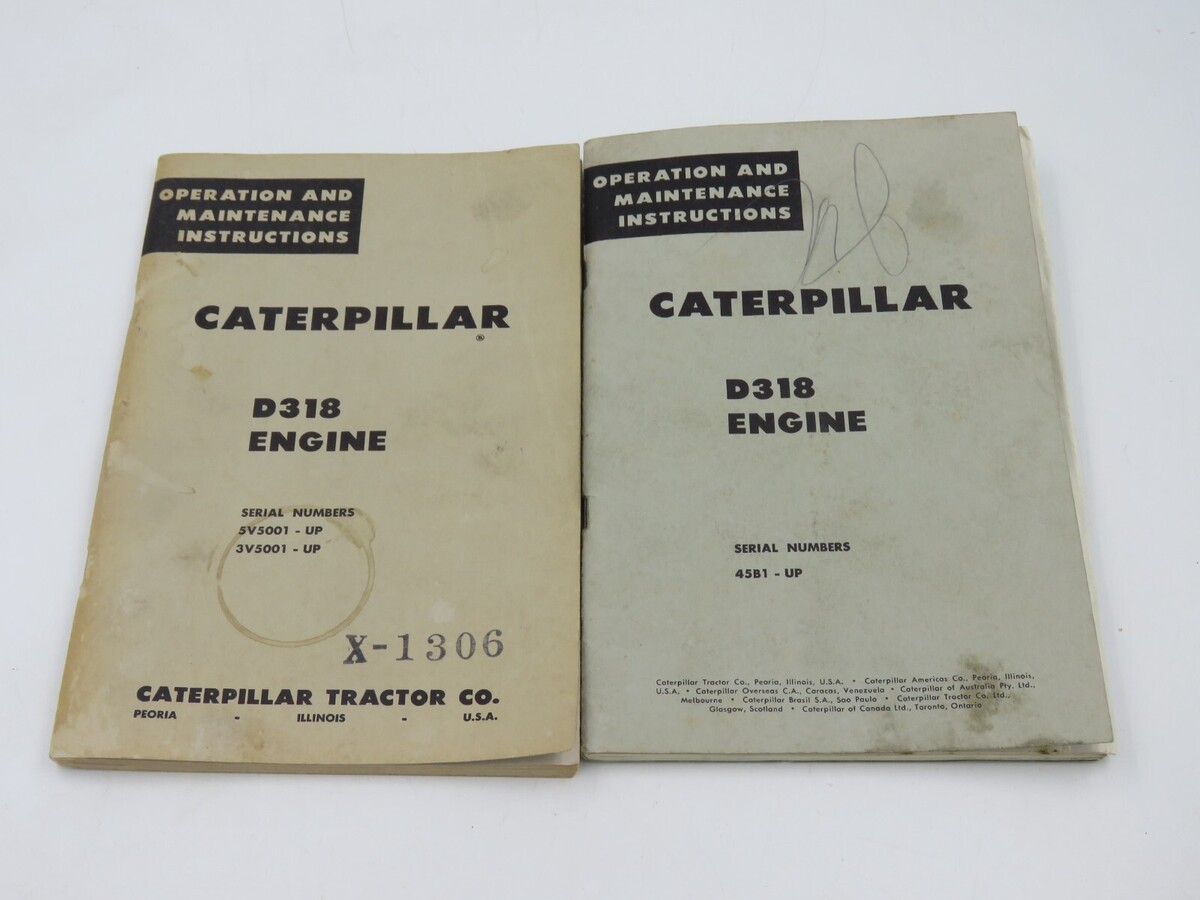 OPERATION AND
MAINTENANCE
INSTRUCTIONS
CATERPILLAR
®
D318
ENGINE
SERIAL NUMBERS
5V5001 - UP
3V5001 - UP
X-1306
CATERPILLAR TRACTOR CO.
PEORIA - ILLINOIS - U.S.A.
OPERATION AND
MAINTENANCE
INSTRUCTIONS
CATERPILLAR
D318
ENGINE
SERIAL NUMBERS
45B1 - UP
Caterpillar Tractor Co., Peoria, Illinois, U.S.A. • Caterpillar Americas Co., Peoria, Illinois,
U.S.A. • Caterpillar Overseas C.A., Caracas, Venezuela • Caterpillar of Australia Pty. Ltd.,
Melbourne • Caterpillar Brasil S.A., Sao Paulo • Caterpillar Tractor Co. Ltd.,
Glasgow, Scotland • Caterpillar of Canada Ltd., Toronto, Ontario